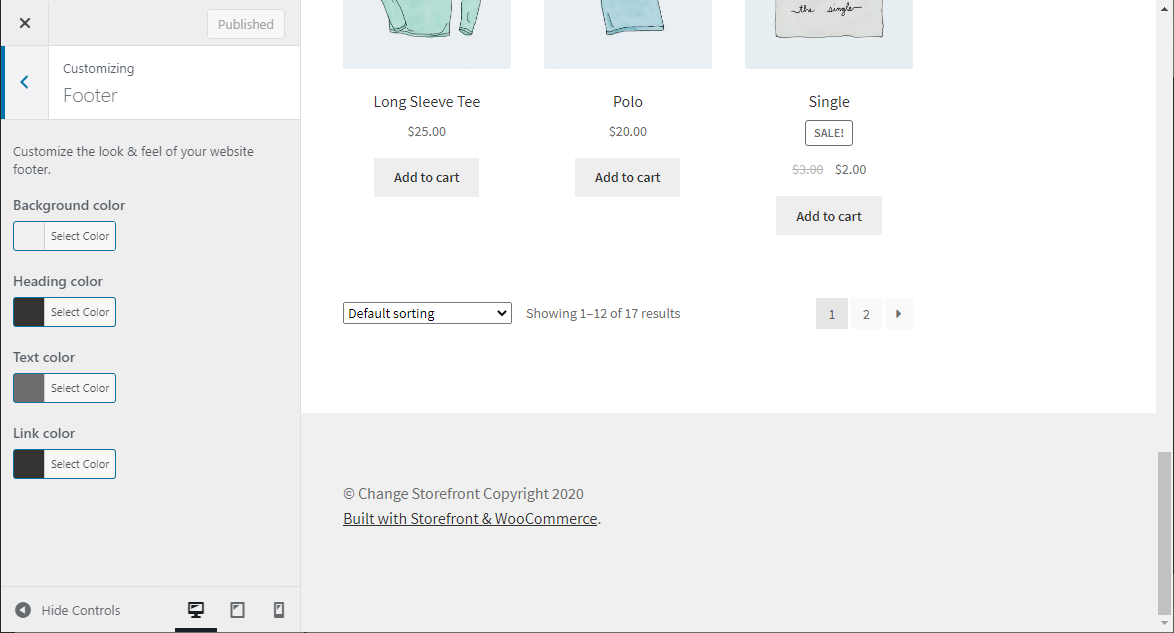 Published
Customizing
Footer
Customize the look & feel of your website
footer.
Background color
Select Color
Heading color
Select Color
Text color
Select Color
Link color
Select Color
Hide Controls
the single
Long Sleeve Tee
Polo
Single
SALE!
$25.00
$20.00
$3.00 $2.00
Add to cart
Add to cart
Add to cart
Default sorting
Showing 1–12 of 17 results
1
2
© Change Storefront Copyright 2020
Built with Storefront & WooCommerce.